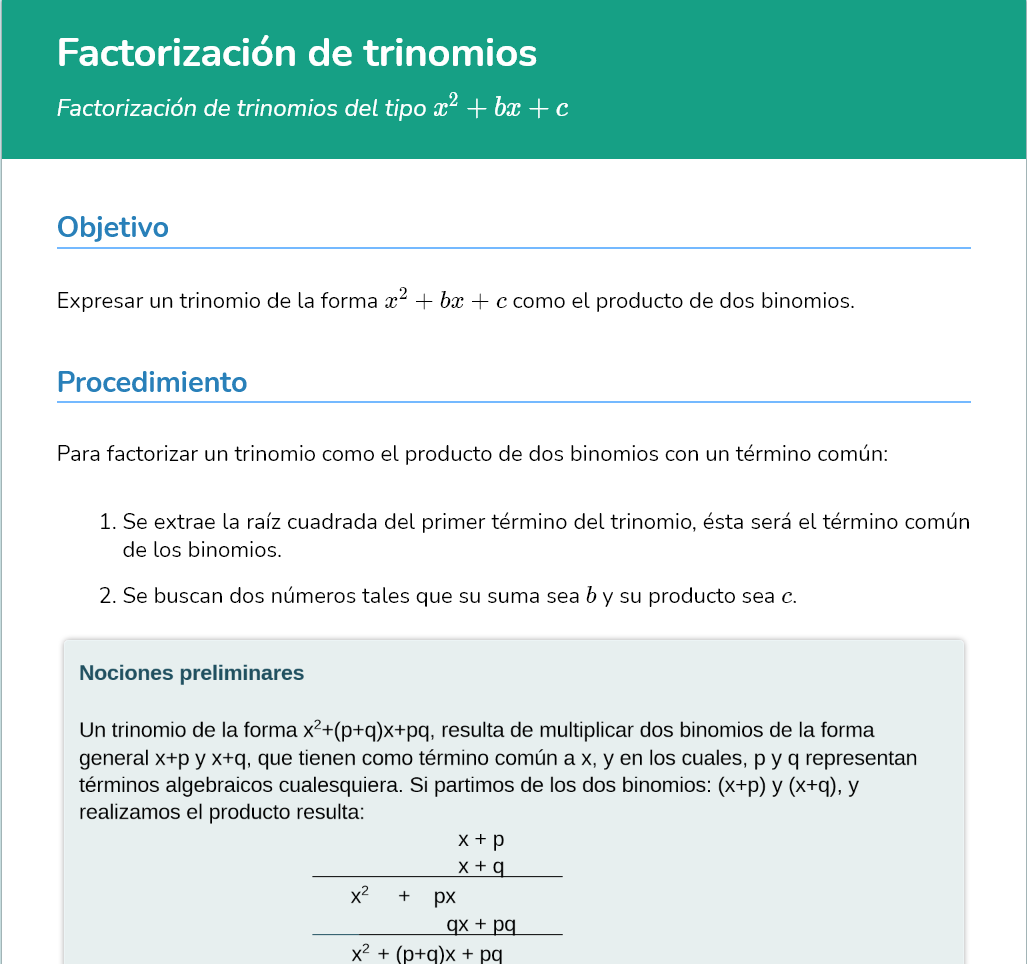 Factorización de trinomios
Factorización de trinomios del tipo x² + bx + c
Objetivo
Expresar un trinomio de la forma x² + bx + c como el producto de dos binomios.
Procedimiento
Para factorizar un trinomio como el producto de dos binomios con un término común:
1. Se extrae la raíz cuadrada del primer término del trinomio, ésta será el término común
de los binomios.
2. Se buscan dos números tales que su suma sea b y su producto sea c.
Nociones preliminares
Un trinomio de la forma x²+(p+q)x+pq, resulta de multiplicar dos binomios de la forma
general x+p y x+q, que tienen como término común a x, y en los cuales, p y q representan
términos algebraicos cualesquiera. Si partimos de los dos binomios: (x+p) y (x+q), y
realizamos el producto resulta:
x + p
x + q
x² + px
qx + pq
x² + (p+q)x + pq